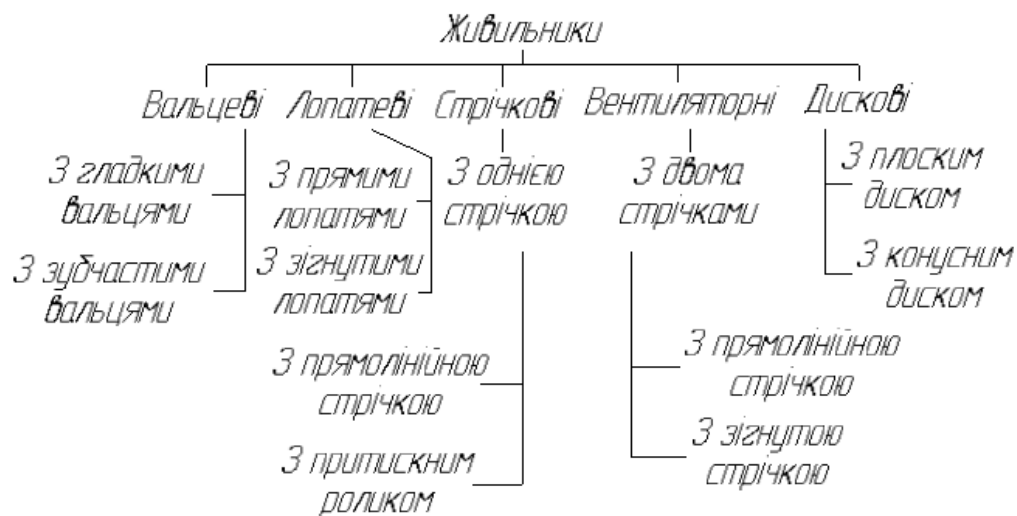 Живильники
Вальцеві
Лопатеві
Стрічкові
Вентиляторні
Дискові
З гладкими
вальцями
З зубчастими
вальцями
З прямими
лопатями
З зігнутими
лопатями
З однією
стрічкою
З прямолінійною
стрічкою
З притискним
роликом
З двома
стрічками
З прямолінійною
стрічкою
З зігнутою
стрічкою
З плоским
диском
З конусним
диском